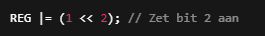 REG |= (1 << 2); // Zet bit 2 aan